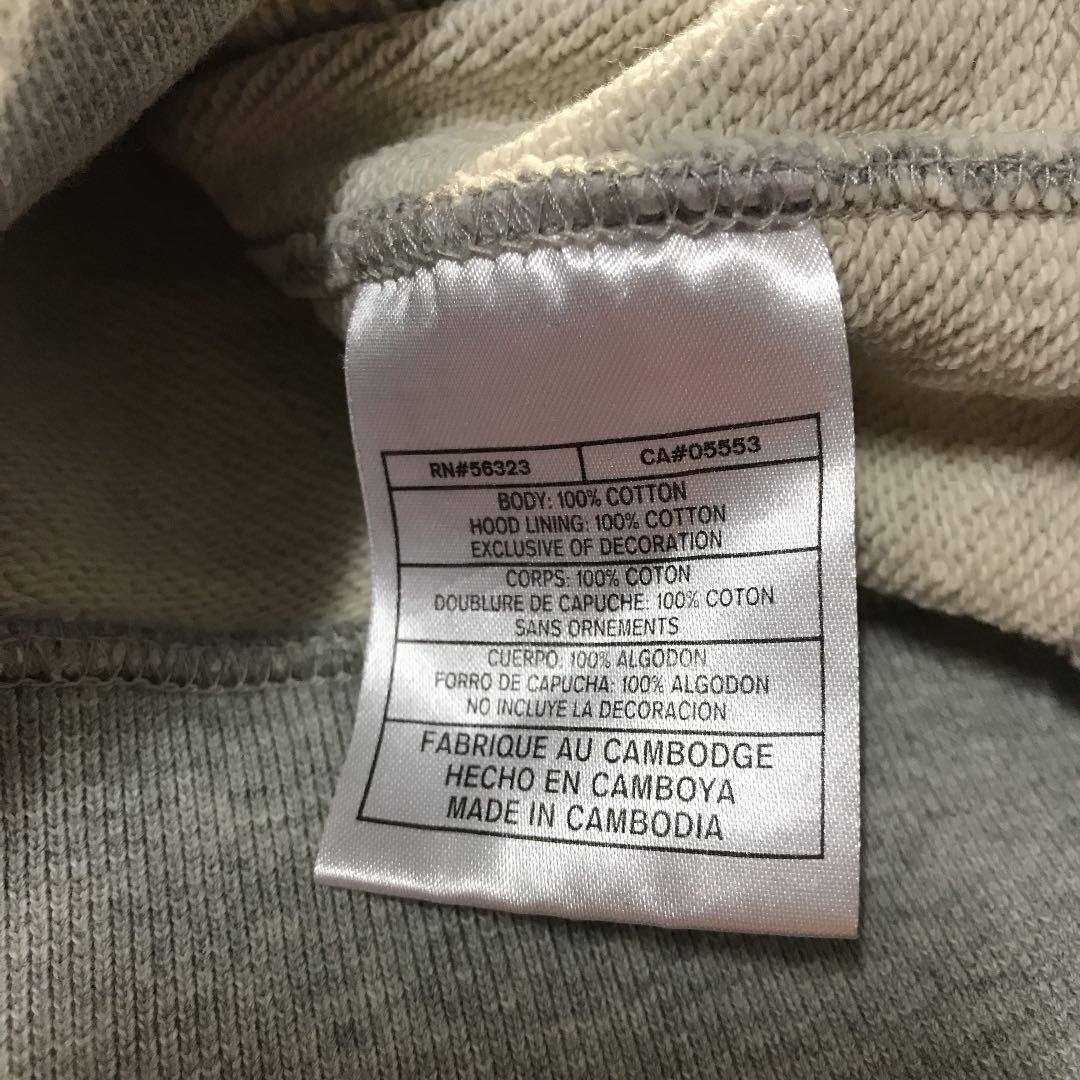 RN#56323 CA#05553
BODY: 100% COTTON
HOOD LINING: 100% COTTON
EXCLUSIVE OF DECORATION
CORPS: 100% COTON
DOUBLURE DE CAPUCHE: 100% COTON
SANS ORNEMENTS
CUERPO: 100% ALGODON
FORRO DE CAPUCHA: 100% ALGODON
NO INCLUYE LA DECORACION
FABRIQUE AU CAMBODGE
HECHO EN CAMBOYA
MADE IN CAMBODIA